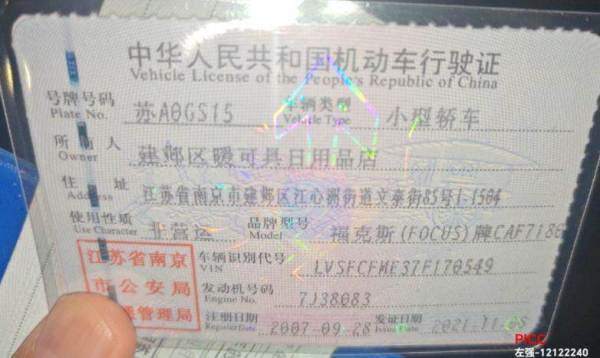 中华人民共和国机动车行驶证
Vehicle License of the People's Republic of China
号牌号码 苏A0GS15 车辆类型 小型轿车
Plate No. Vehicle Type
所有人 建邺区暖可具日用品店
Owner
住址 江苏省南京市建邺区江心洲街道文泰街85号1-1504
Address
使用性质 非营运 品牌型号 福克斯(FOCUS)牌CAF718
Use Character Model
江苏省南京 车辆识别代号 LVSFCFME37F170549
VIN
市公安局 发动机号码 7J38083
Engine No.
管理局 注册日期 2007-09-28 发证日期 2021-11-
Register Date Issue Date
PICC
左强-12122240